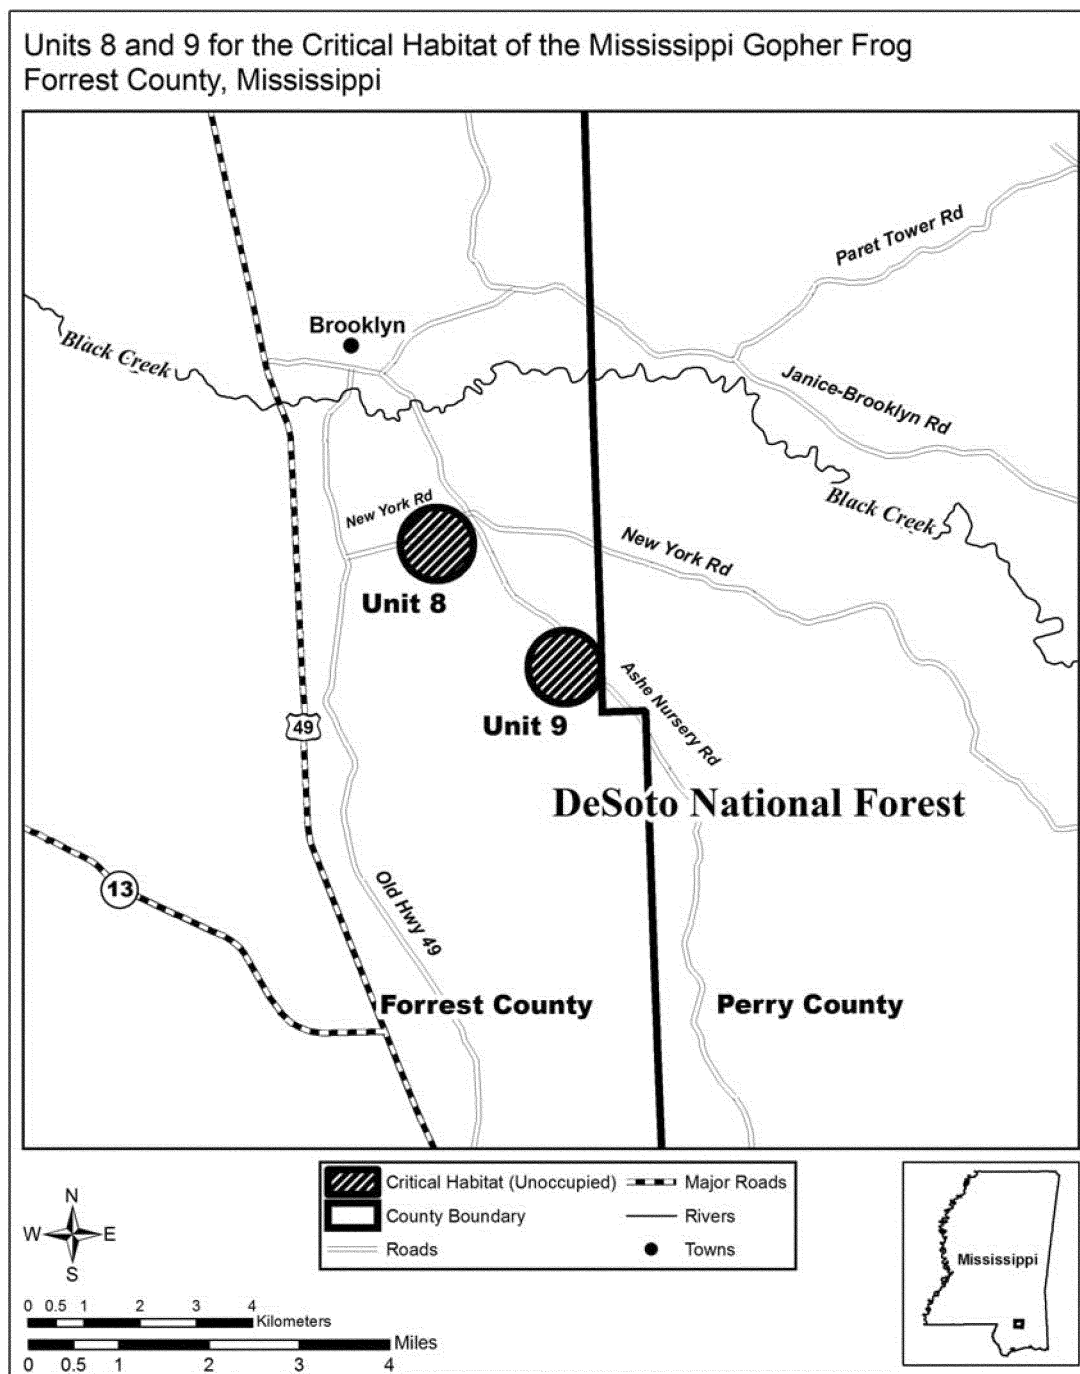 Units 8 and 9 for the Critical Habitat of the Mississippi Gopher Frog
Forrest County, Mississippi
Paret Tower Rd
Brooklyn
Black Creek
Janice-Brooklyn Rd
New York Rd
Black Creek
New York Rd
Unit 8
Ashe Nursery Rd
Unit 9
49
DeSoto National Forest
13
Old Hwy 49
Forrest County
Perry County
N
W E
S
Critical Habitat (Unoccupied)
County Boundary
Roads
Major Roads
Rivers
Towns
Mississippi
0 0.5 1 2 3 4
Kilometers
Miles
0 0.5 1 2 3 4